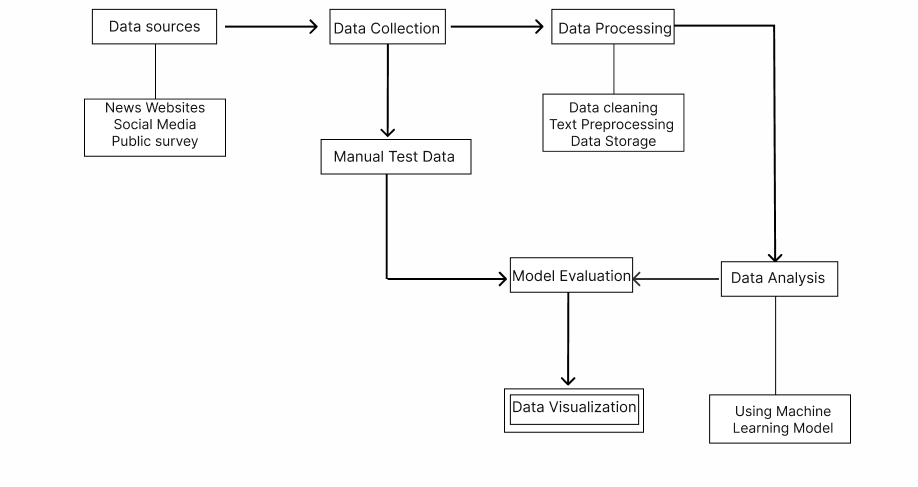 Data sources
Data Collection
Data Processing
News Websites
Social Media
Public survey
Data cleaning
Text Preprocessing
Data Storage
Manual Test Data
Model Evaluation
Data Analysis
Data Visualization
Using Machine
Learning Model